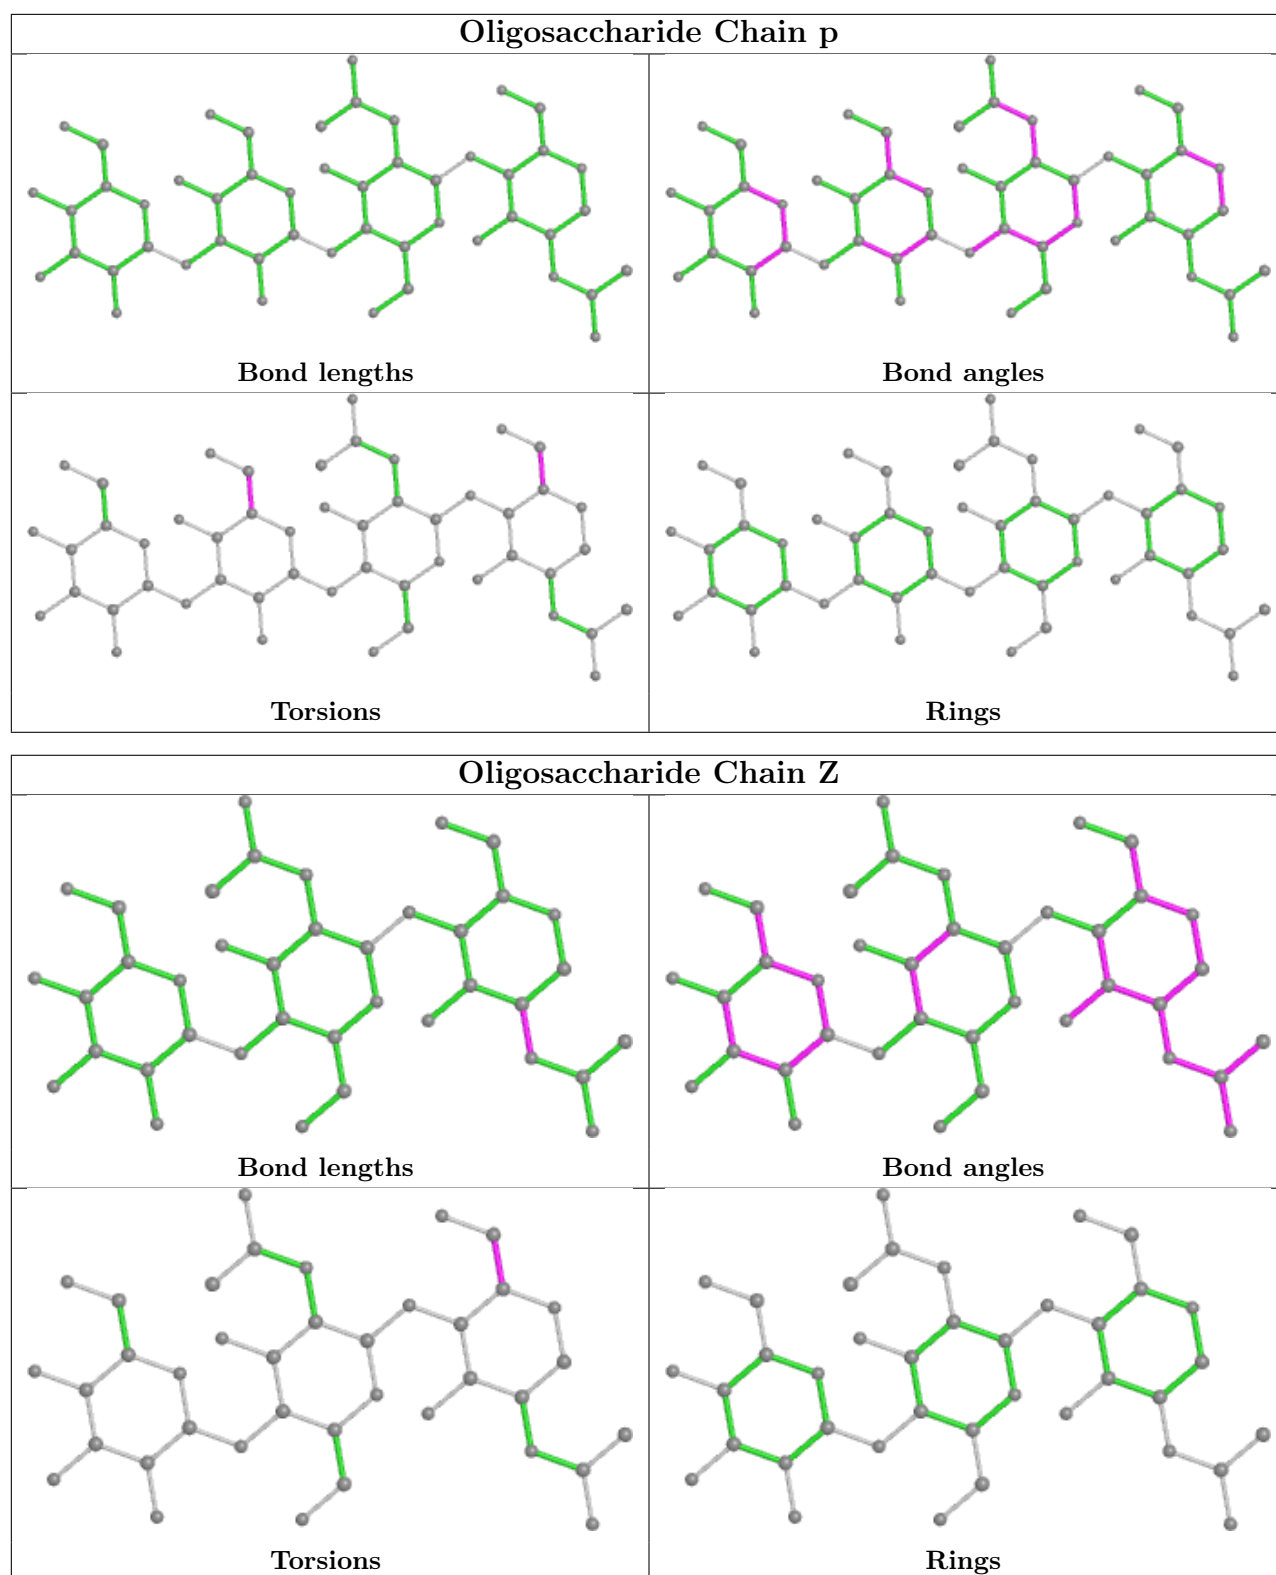 Oligosaccharide Chain p
Bond lengths
Bond angles
Torsions
Rings
Oligosaccharide Chain Z
Bond lengths
Bond angles
Torsions
Rings